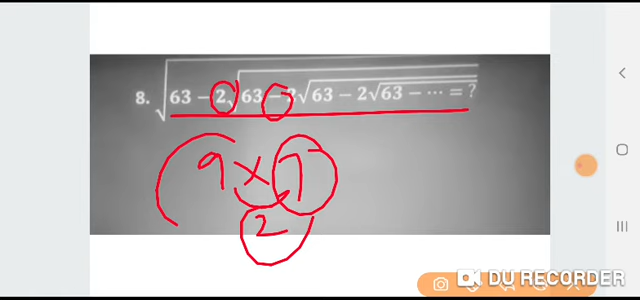 8. √63 − 2√63 − 2√63 − 2√63 − ⋯ = ?
9 × 7
2
DU RECORDER